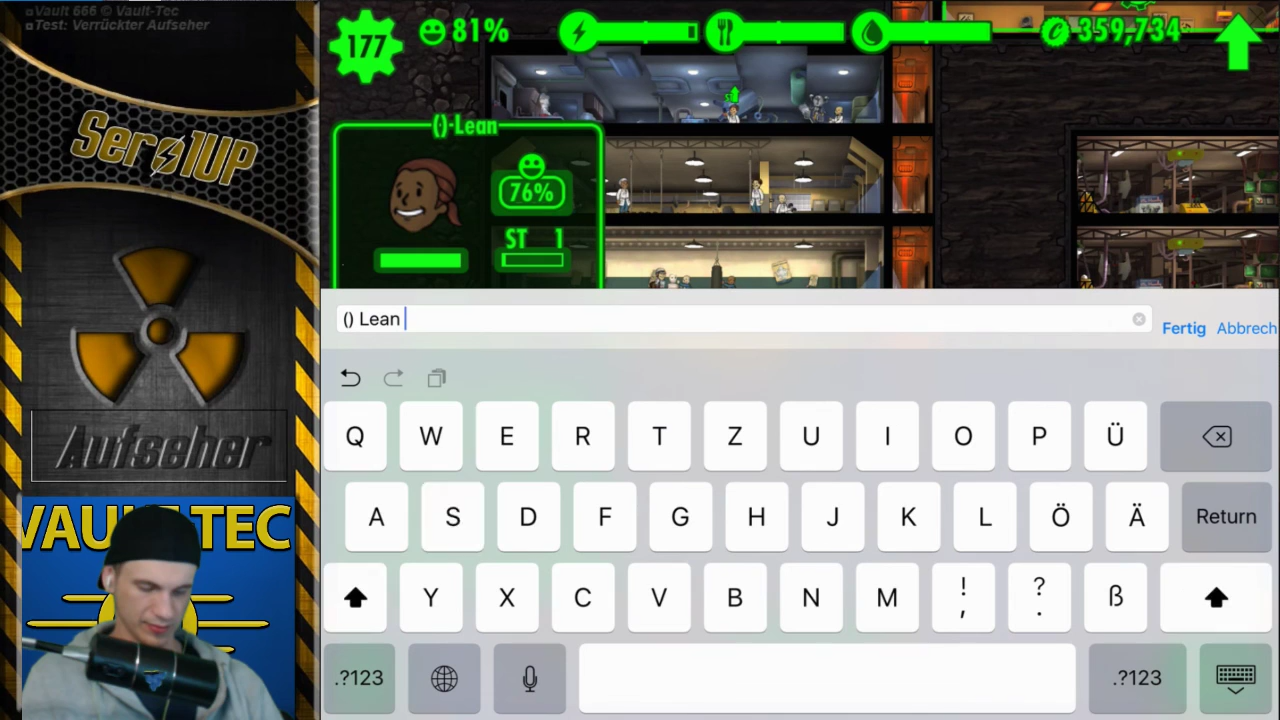 Vault 666 © Vault-Tec
Test: Verrückter Aufseher
Sero1UP
Aufseher
VAULT-TEC
177
81%
359,734
() Lean
76%
ST 1
() Lean
Fertig Abbrech
Q W E R T Z U I O P Ü
A S D F G H J K L Ö Ä Return
Y X C V B N M ! , ? . ß
.?123 .?123